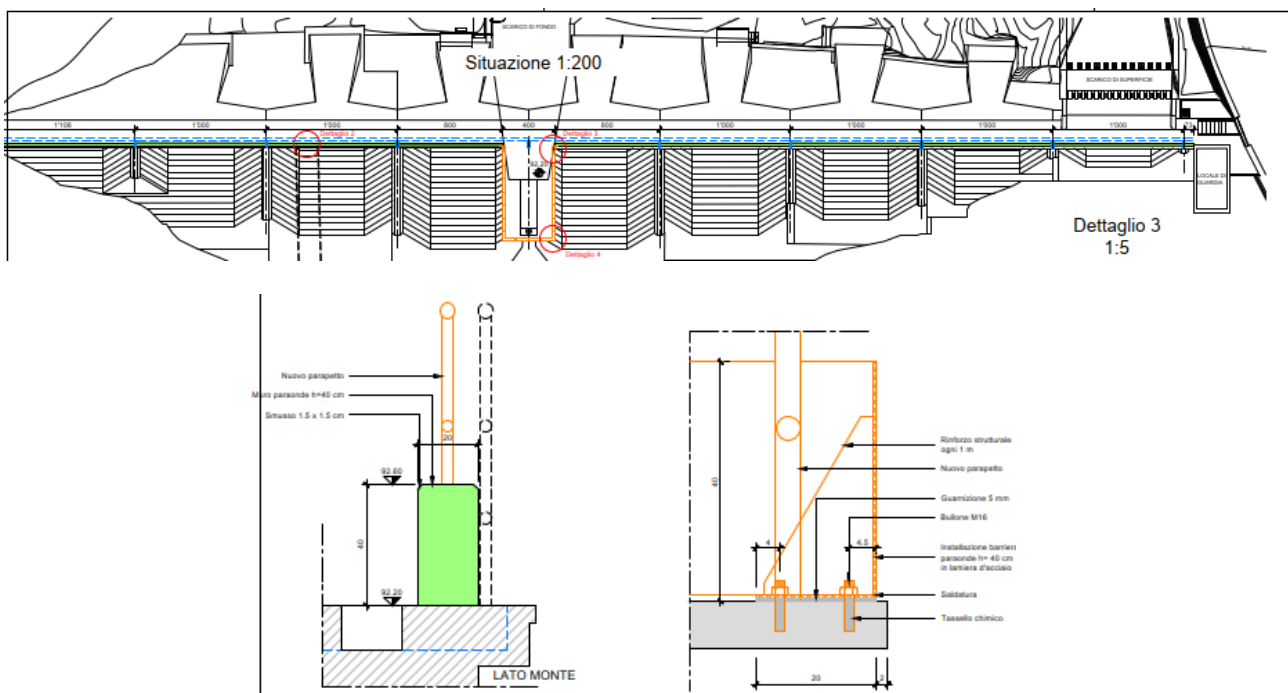 SCARICO DI FONDO
Situazione 1:200
SCARICO DI SUPERFICIE
1'108
1'000
1'000
800
400
800
1'000
1'000
1'000
1'000
Dettaglio 2
Dettaglio 3
92.20
LOCALE DI
GUARDIA
Dettaglio 4
Dettaglio 3
1:5
Nuovo parapetto
Muro paraonde h=40 cm
Smusso 1.5 x 1.5 cm
20
92.60
40
92.20
LATO MONTE
Rinforzo strutturale
ogni 1 m
Nuovo parapetto
40
Guarnizione 5 mm
Bullone M16
4
4.5
Installazione barriera
paraonde h= 40 cm
in lamiera d'acciaio
Saldatura
Tassello chimico
20
2